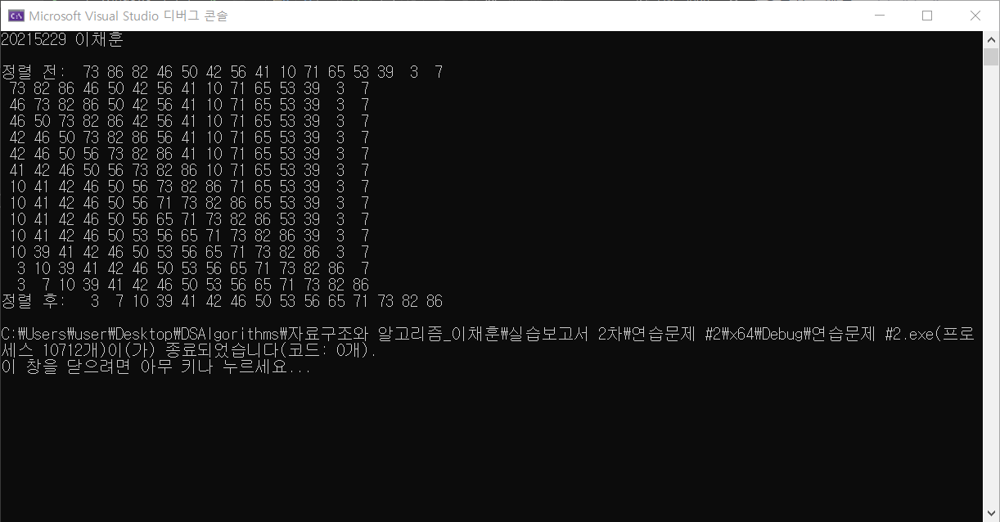 Microsoft Visual Studio 디버그 콘솔
20215229 이채훈
정렬 전:  73 86 82 46 50 42 56 41 10 71 65 53 39  3  7
 73 82 86 46 50 42 56 41 10 71 65 53 39  3  7
 46 73 82 86 50 42 56 41 10 71 65 53 39  3  7
 46 50 73 82 86 42 56 41 10 71 65 53 39  3  7
 42 46 50 73 82 86 56 41 10 71 65 53 39  3  7
 42 46 50 56 73 82 86 41 10 71 65 53 39  3  7
 41 42 46 50 56 73 82 86 10 71 65 53 39  3  7
 10 41 42 46 50 56 73 82 86 71 65 53 39  3  7
 10 41 42 46 50 56 71 73 82 86 65 53 39  3  7
 10 41 42 46 50 56 65 71 73 82 86 53 39  3  7
 10 41 42 46 50 53 56 65 71 73 82 86 39  3  7
 10 39 41 42 46 50 53 56 65 71 73 82 86  3  7
  3 10 39 41 42 46 50 53 56 65 71 73 82 86  7
  3  7 10 39 41 42 46 50 53 56 65 71 73 82 86
정렬 후:   3  7 10 39 41 42 46 50 53 56 65 71 73 82 86
C:₩Users₩user₩Desktop₩DSAlgorithms₩자료구조와 알고리즘_이채훈₩실습보고서 2차₩연습문제 #2₩x64₩Debug₩연습문제 #2.exe(프로
세스 10712개)이(가) 종료되었습니다(코드: 0개).
이 창을 닫으려면 아무 키나 누르세요...